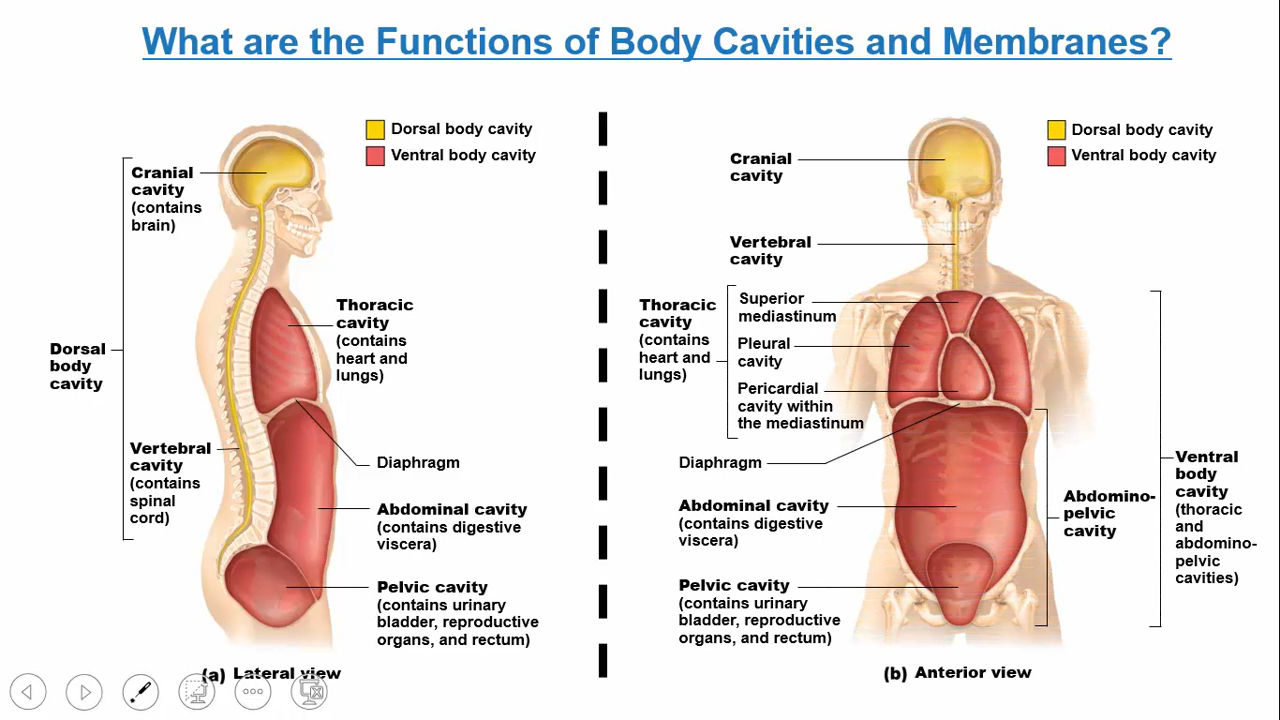 What are the Functions of Body Cavities and Membranes?
Dorsal body cavity
Ventral body cavity
Cranial
cavity
(contains
brain)
Dorsal
body
cavity
Thoracic
cavity
(contains
heart and
lungs)
Vertebral
cavity
(contains
spinal
cord)
Diaphragm
Abdominal cavity
(contains digestive
viscera)
Pelvic cavity
(contains urinary
bladder, reproductive
organs, and rectum)
(a) Lateral view
Dorsal body cavity
Ventral body cavity
Cranial
cavity
Vertebral
cavity
Thoracic
cavity
(contains
heart and
lungs)
Superior
mediastinum
Pleural
cavity
Pericardial
cavity within
the mediastinum
Diaphragm
Abdominal cavity
(contains digestive
viscera)
Pelvic cavity
(contains urinary
bladder, reproductive
organs, and rectum)
Abdomino-
pelvic
cavity
Ventral
body
cavity
(thoracic
and
abdomino-
pelvic
cavities)
(b) Anterior view